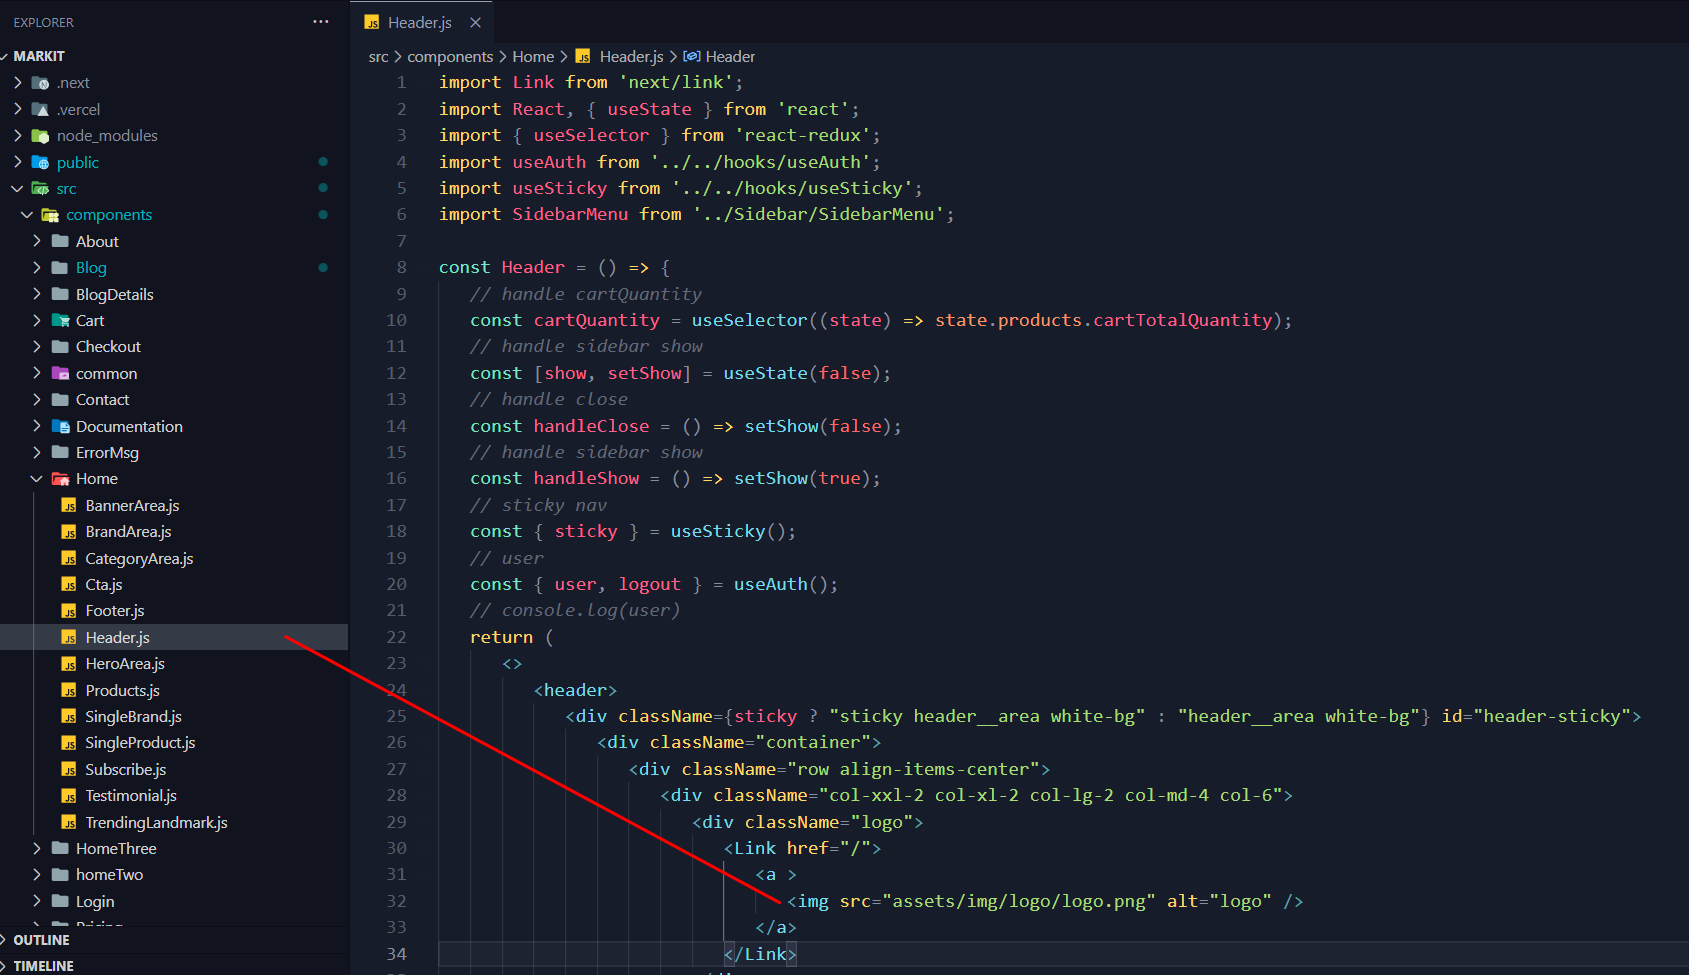 EXPLORER
MARKIT
.next
.vercel
node_modules
public
src
components
About
Blog
BlogDetails
Cart
Checkout
common
Contact
Documentation
ErrorMsg
Home
BannerArea.js
BrandArea.js
CategoryArea.js
Cta.js
Footer.js
Header.js
HeroArea.js
Products.js
SingleBrand.js
SingleProduct.js
Subscribe.js
Testimonial.js
TrendingLandmark.js
HomeThree
homeTwo
Login
Pricing
OUTLINE
TIMELINE
JS Header.js
src > components > Home > JS Header.js > Header
1 import Link from 'next/link';
2 import React, { useState } from 'react';
3 import { useSelector } from 'react-redux';
4 import useAuth from '../../hooks/useAuth';
5 import useSticky from '../../hooks/useSticky';
6 import SidebarMenu from '../Sidebar/SidebarMenu';
7
8 const Header = () => {
9 // handle cartQuantity
10 const cartQuantity = useSelector((state) => state.products.cartTotalQuantity);
11 // handle sidebar show
12 const [show, setShow] = useState(false);
13 // handle close
14 const handleClose = () => setShow(false);
15 // handle sidebar show
16 const handleShow = () => setShow(true);
17 // sticky nav
18 const { sticky } = useSticky();
19 // user
20 const { user, logout } = useAuth();
21 // console.log(user)
22 return (
23 <>
24 <header>
25 <div className={sticky ? "sticky header__area white-bg" : "header__area white-bg"} id="header-sticky">
26 <div className="container">
27 <div className="row align-items-center">
28 <div className="col-xxl-2 col-xl-2 col-lg-2 col-md-4 col-6">
29 <div className="logo">
30 <Link href="/">
31 <a >
32 <img src="assets/img/logo/logo.png" alt="logo" />
33 </a>
34 </Link>